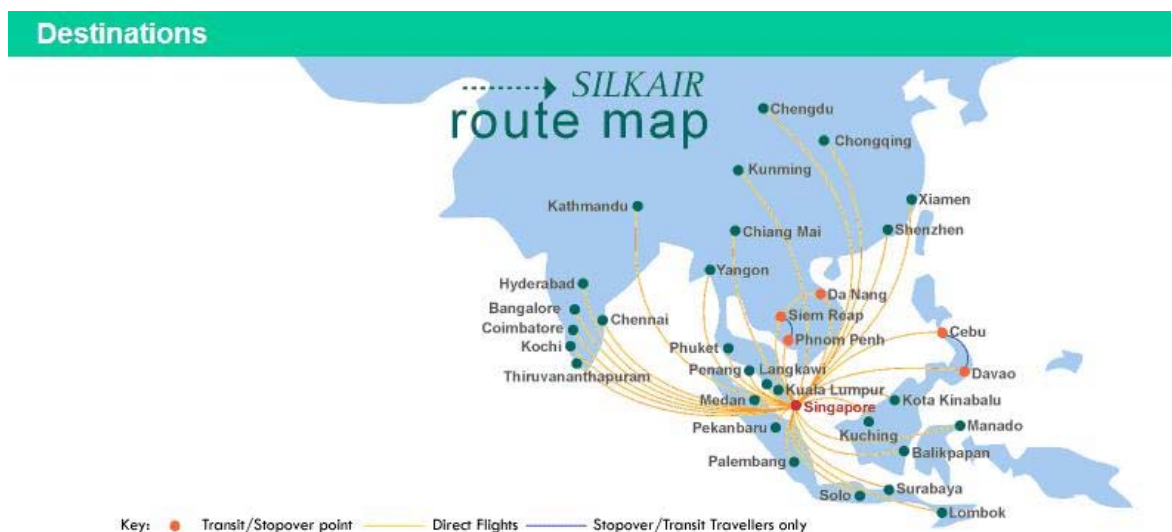 Destinations
SILKAIR
route map
Chengdu
Chongqing
Kunming
Xiamen
Kathmandu
Chiang Mai
Shenzhen
Yangon
Hyderabad
Da Nang
Bangalore
Siem Reap
Chennai
Coimbatore
Cebu
Phnom Penh
Kochi
Phuket
Penang
Langkawi
Davao
Thiruvananthapuram
Kuala Lumpur
Medan
Singapore
Kota Kinabalu
Pekanbaru
Kuching
Manado
Balikpapan
Palembang
Surabaya
Solo
Lombok
Key: Transit/Stopover point Direct Flights Stopover/Transit Travellers only